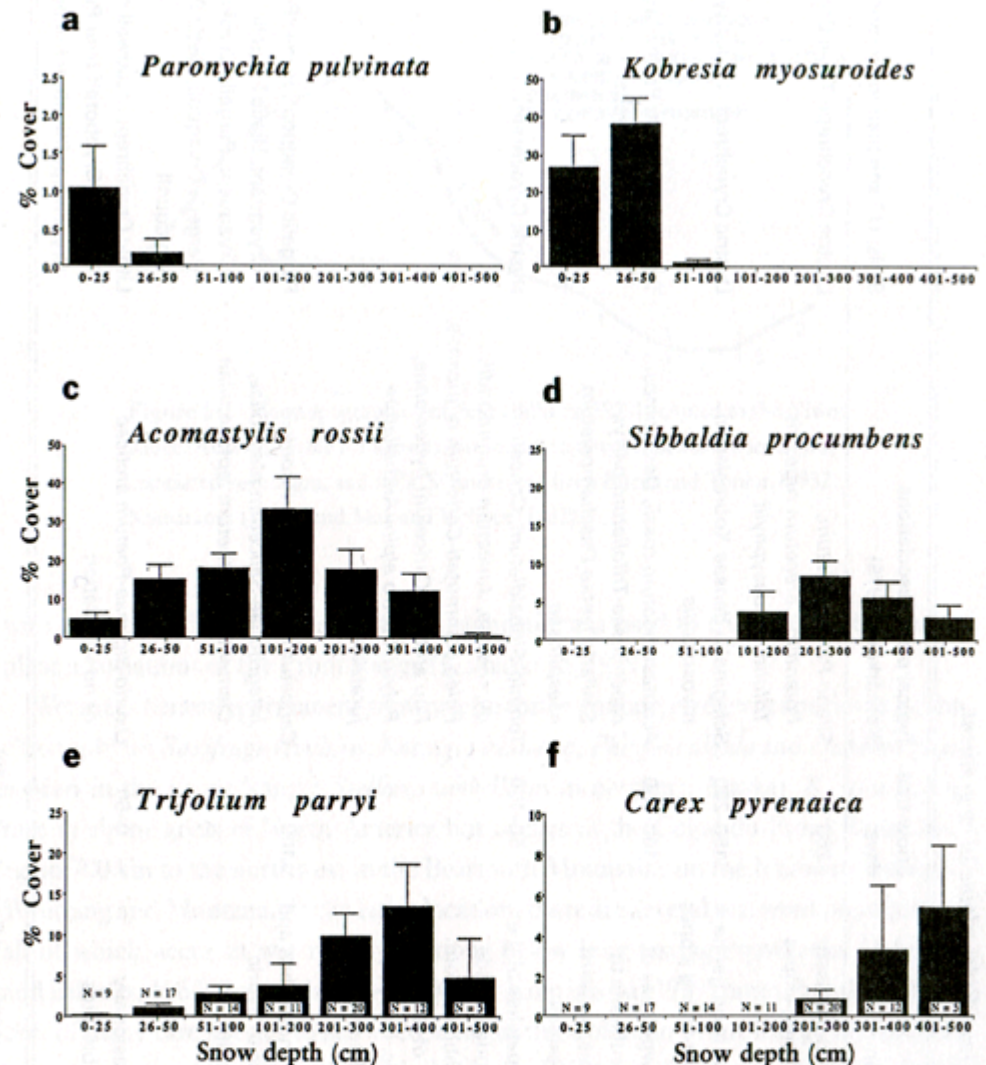 a
Paronychia pulvinata
% Cover
2.5
2.0
1.5
1.0
0.5
0.0
0-25 26-50 51-100 101-200 201-300 301-400 401-500
b
Kobresia myosuroides
50
40
30
20
10
0
0-25 26-50 51-100 101-200 201-300 301-400 401-500
c
Acomastylis rossii
% Cover
50
40
30
20
10
0
0-25 26-50 51-100 101-200 201-300 301-400 401-500
d
Sibbaldia procumbens
25
20
15
10
5
0
0-25 26-50 51-100 101-200 201-300 301-400 401-500
e
Trifolium parryi
% Cover
25
20
15
10
5
0
N = 9 N = 17 N = 14 N = 11 N = 20 N = 12 N = 5
0-25 26-50 51-100 101-200 201-300 301-400 401-500
Snow depth (cm)
f
Carex pyrenaica
10
8
6
4
2
0
N = 9 N = 17 N = 14 N = 11 N = 20 N = 12 N = 5
0-25 26-50 51-100 101-200 201-300 301-400 401-500
Snow depth (cm)